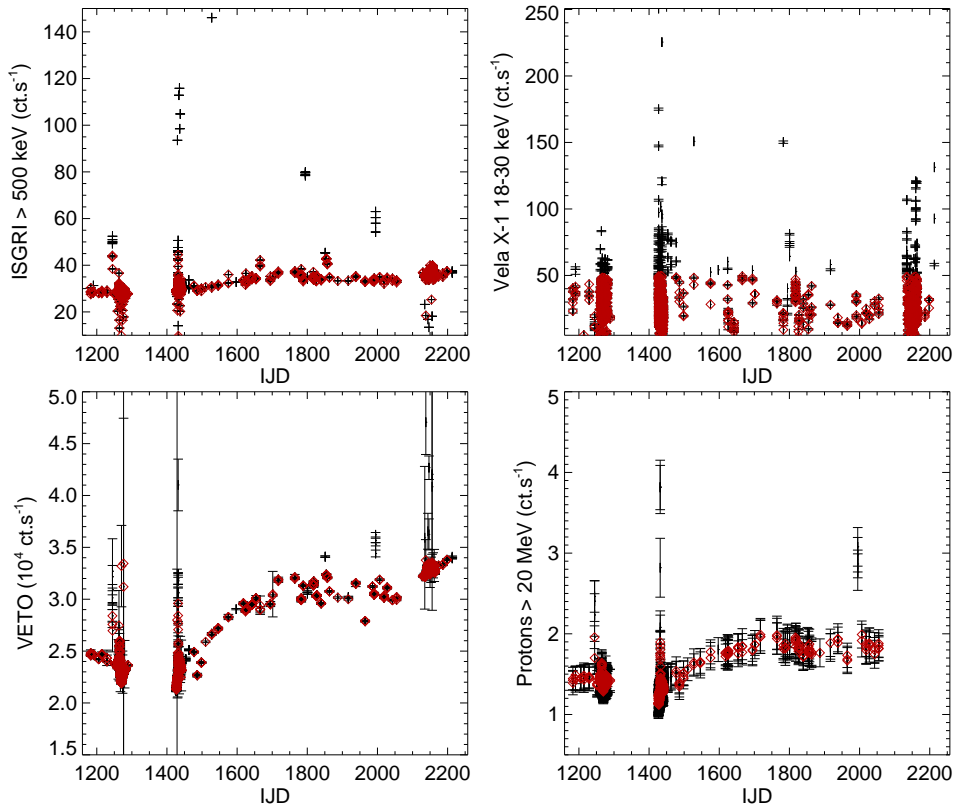 ISGRI > 500 keV (ct.s⁻¹)
140
120
100
80
60
40
20
1200 1400 1600 1800 2000 2200
IJD
Vela X-1 18-30 keV (ct.s⁻¹)
250
200
150
100
50
1200 1400 1600 1800 2000 2200
IJD
VETO (10⁴ ct.s⁻¹)
5.0
4.5
4.0
3.5
3.0
2.5
2.0
1.5
1200 1400 1600 1800 2000 2200
IJD
Protons > 20 MeV (ct.s⁻¹)
5
4
3
2
1
1200 1400 1600 1800 2000 2200
IJD